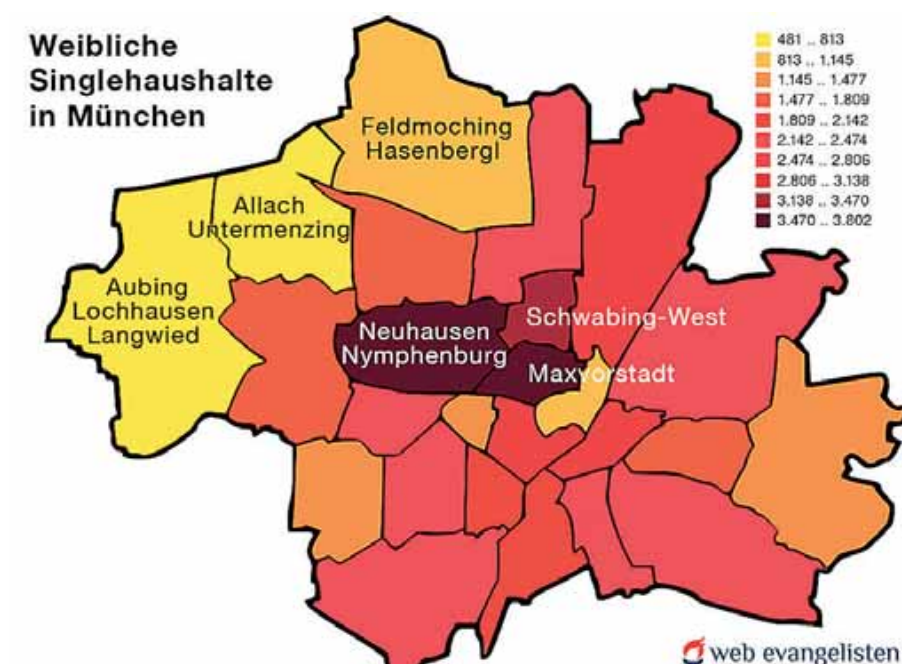 Weibliche
Singlehaushalte
in München
481 .. 813
813 .. 1.145
1.145 .. 1.477
1.477 .. 1.809
1.809 .. 2.142
2.142 .. 2.474
2.474 .. 2.806
2.806 .. 3.138
3.138 .. 3.470
3.470 .. 3.802
Feldmoching
Hasenbergl
Allach
Untermenzing
Aubing
Lochhausen
Langwied
Neuhausen
Nymphenburg
Schwabing-West
Maxvorstadt
web evangelisten